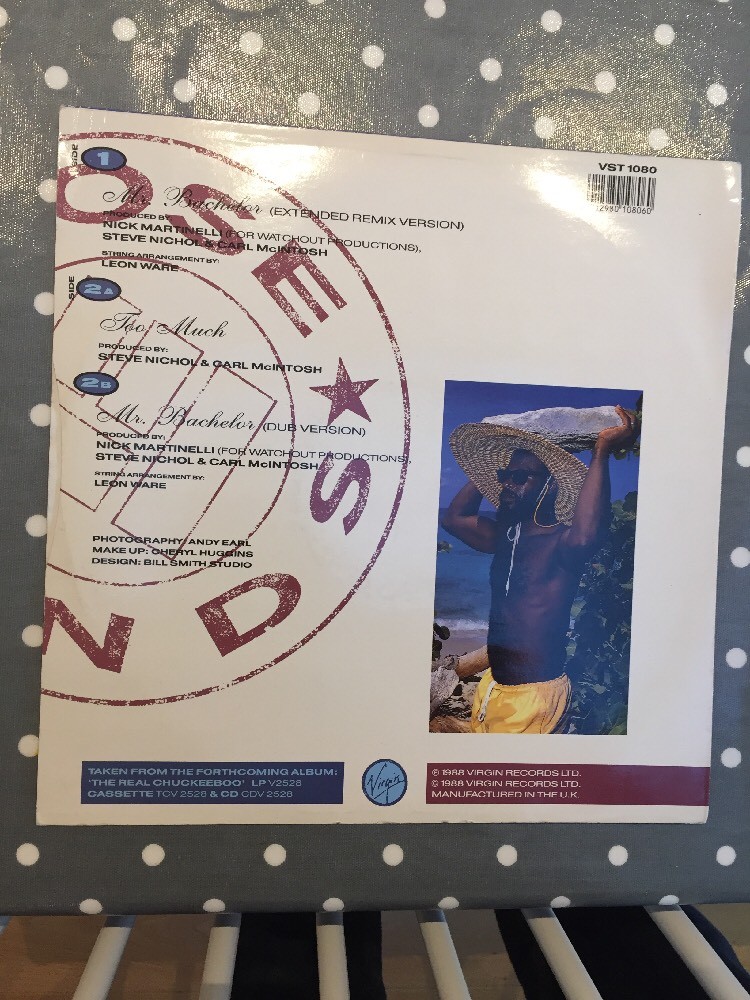 VST 1080
SIDE 1
Mr. Bachelor (EXTENDED REMIX VERSION)
PRODUCED BY:
NICK MARTINELLI (FOR WATCHOUT PRODUCTIONS),
STEVE NICHOL & CARL McINTOSH
STRING ARRANGEMENT BY:
LEON WARE
SIDE 2A
Too Much
PRODUCED BY:
STEVE NICHOL & CARL McINTOSH
2B
Mr. Bachelor (DUB VERSION)
PRODUCED BY:
NICK MARTINELLI (FOR WATCHOUT PRODUCTIONS),
STEVE NICHOL & CARL McINTOSH
STRING ARRANGEMENT BY:
LEON WARE
PHOTOGRAPHY: ANDY EARL
MAKE UP: CHERYL HUGGINS
DESIGN: BILL SMITH STUDIO
OSE ★ S
ND
TAKEN FROM THE FORTHCOMING ALBUM:
'THE REAL CHUCKEEBOO' LP V2528
CASSETTE TCV 2528 & CD CDV 2528
Virgin
℗ 1988 VIRGIN RECORDS LTD.
© 1988 VIRGIN RECORDS LTD.
MANUFACTURED IN THE U.K.